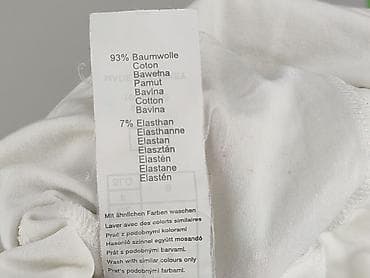 93% Baumwolle
Coton
Bawełna
Pamut
Bavlna
Cotton
Bavlna
7% Elasthan
Elasthanne
Elastan
Elasztán
Elastén
Elastane
Elastén
Mit ähnlichen Farben waschen
Laver avec des coloris similaires
Prać z podobnymi kolorami
Hasonló színnel együtt mosandó
Prát s podobnými barvami.
Wash with similar colours only
Prat's podobnými farbami.